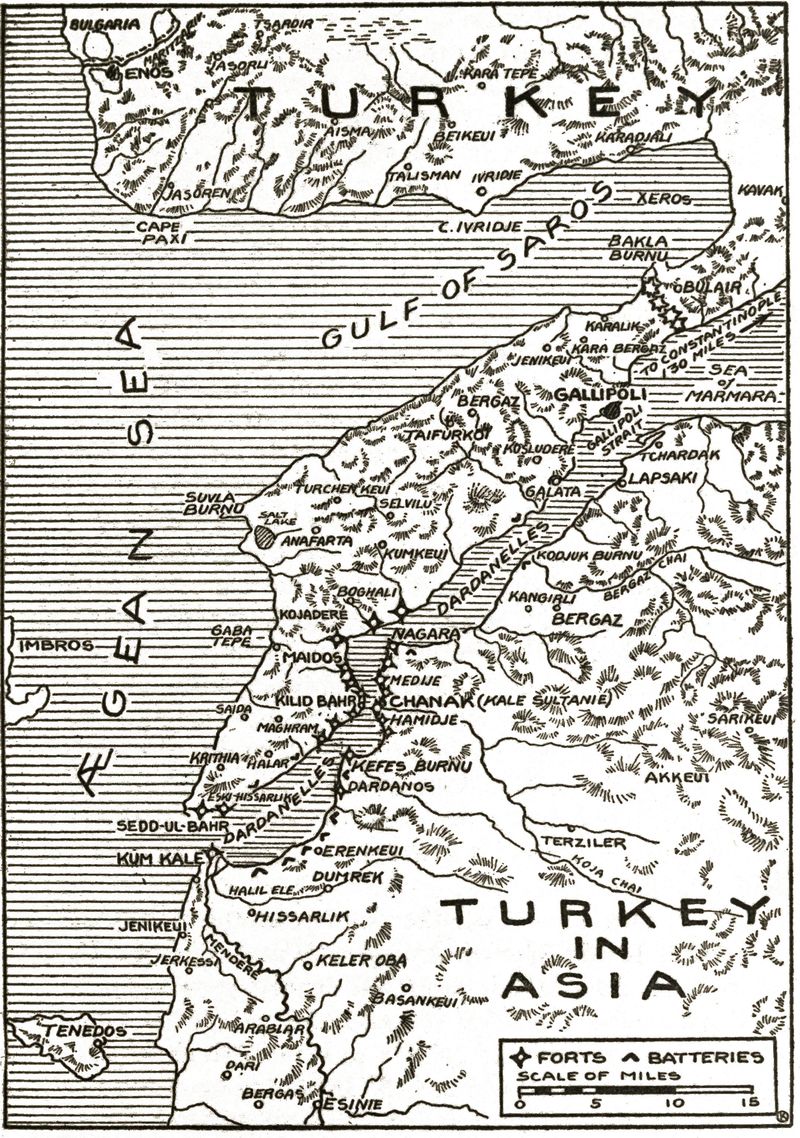 BULGARIA
TSARDIR
MARITZA RIV.
ENOS
JASORLI
KARA TEPE
TURKEY
AISMA
BEIKEUI
KARADJALI
TALISMAN
IVRIDIE
JASOREN
XEROS
KAVAK
CAPE
PAXI
C. IVRIDJE
BAKLA
BURNU
GULF OF SAROS
BULAIR
KARALIK
KARA BERGAZ
JENIKEUI
TO CONSTANTINOPLE
130 MILES
SEA
OF
MARMARA
GALLIPOLI
GALLIPOLI
STRAIT
BERGAZ
TAIFURKOI
KUSLUDERE
TCHARDAK
LAPSAKI
GALATA
ÆGEAN SEA
SUVLA
BURNU
TURCHEN KEUI
SELVILU
SALT
LAKE
ANAFARTA
KUMKEUI
DARDANELLES
KODJUK BURNU
BERGAZ CHAI
BOGHALI
KANGIRLI
BERGAZ
KOJADERE
GABA
TEPE
NAGARA
IMBROS
MAIDOS
MEDIJE
KILID BAHR
CHANAK (KALE SULTANIE)
HAMIDJE
SAIDA
MAGHRAM
SARIKEUI
KRITHIA
HALAR
KEFES BURNU
AKKEUI
DARDANOS
ESKI-HISSARLIK
DARDANELLES
SEDD-UL-BAHR
TERZILER
KUM KALE
ERENKEUI
KOJA CHAI
DUMREK
HALIL ELE
HISSARLIK
TURKEY
IN
ASIA
JENIKEUI
MENDERE
JERKESSI
KELER OBA
BASANKEUI
TENEDOS
ARABLAR
DARI
BERGAS
ESINIE
FORTS BATTERIES
SCALE OF MILES
0 5 10 15
K